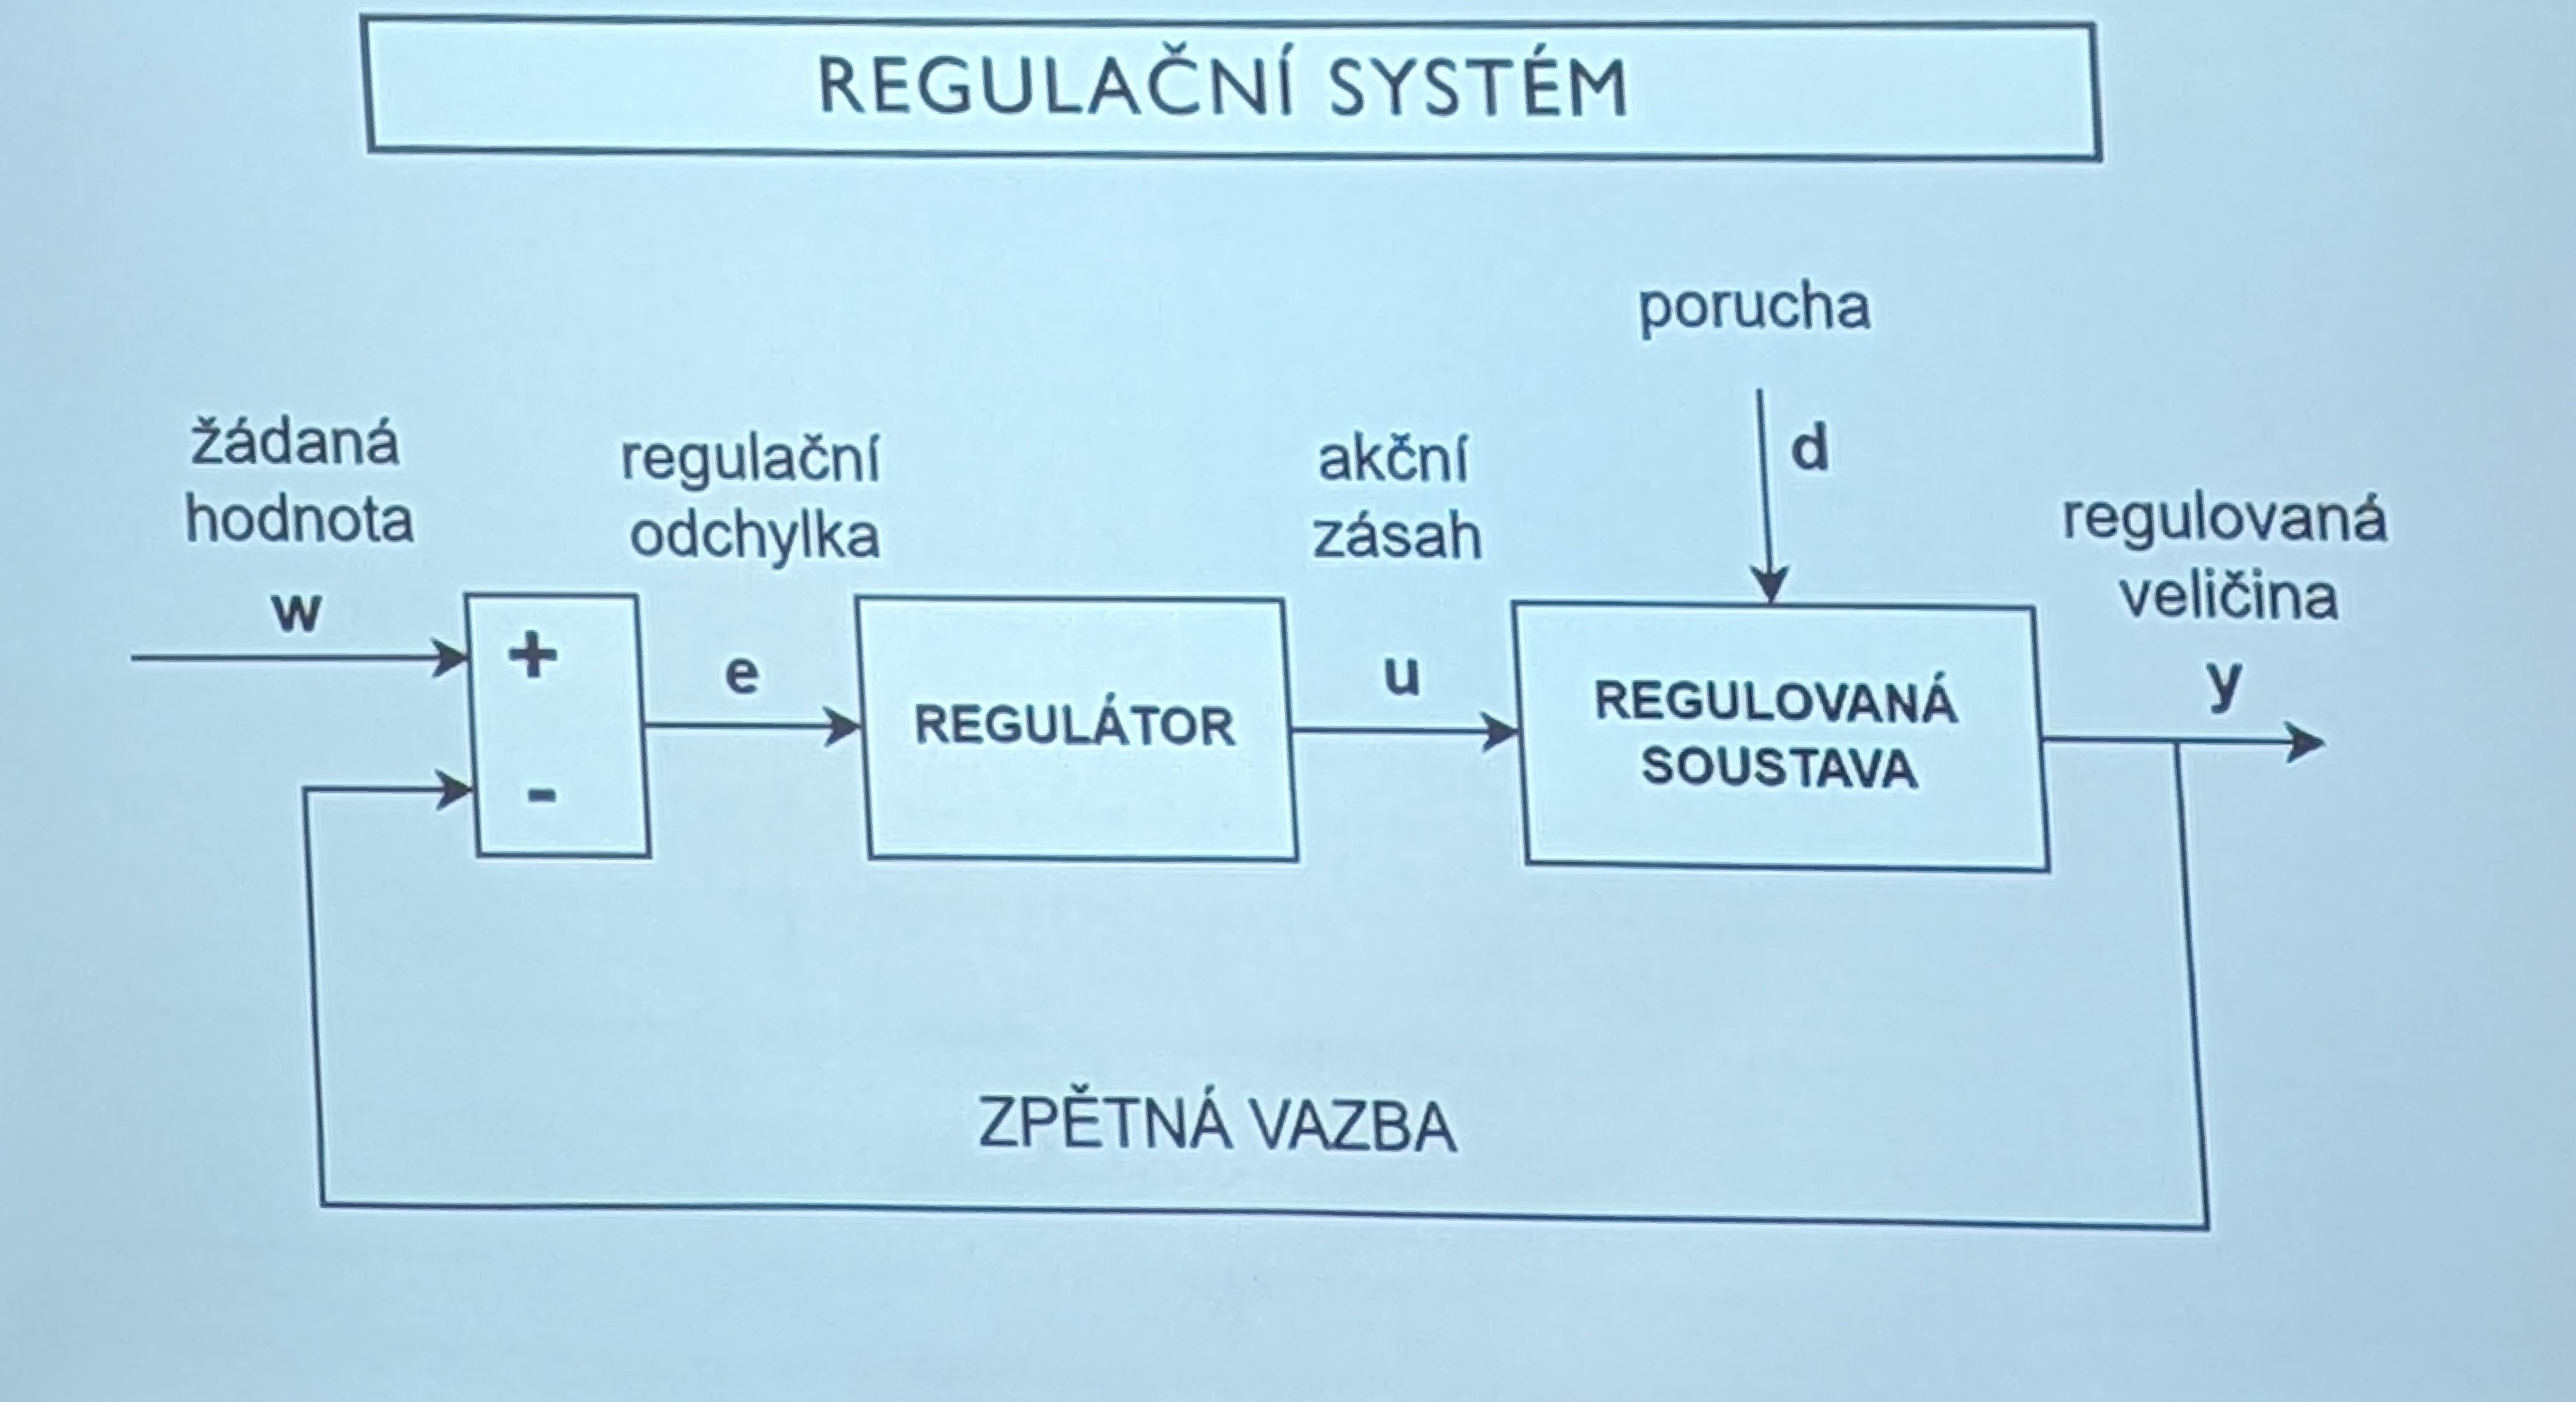 REGULAČNÍ SYSTÉM
porucha
d
žádaná
hodnota
w
regulační
odchylka
e
akční
zásah
u
regulovaná
veličina
y
+
-
REGULÁTOR
REGULOVANÁ
SOUSTAVA
ZPĚTNÁ VAZBA